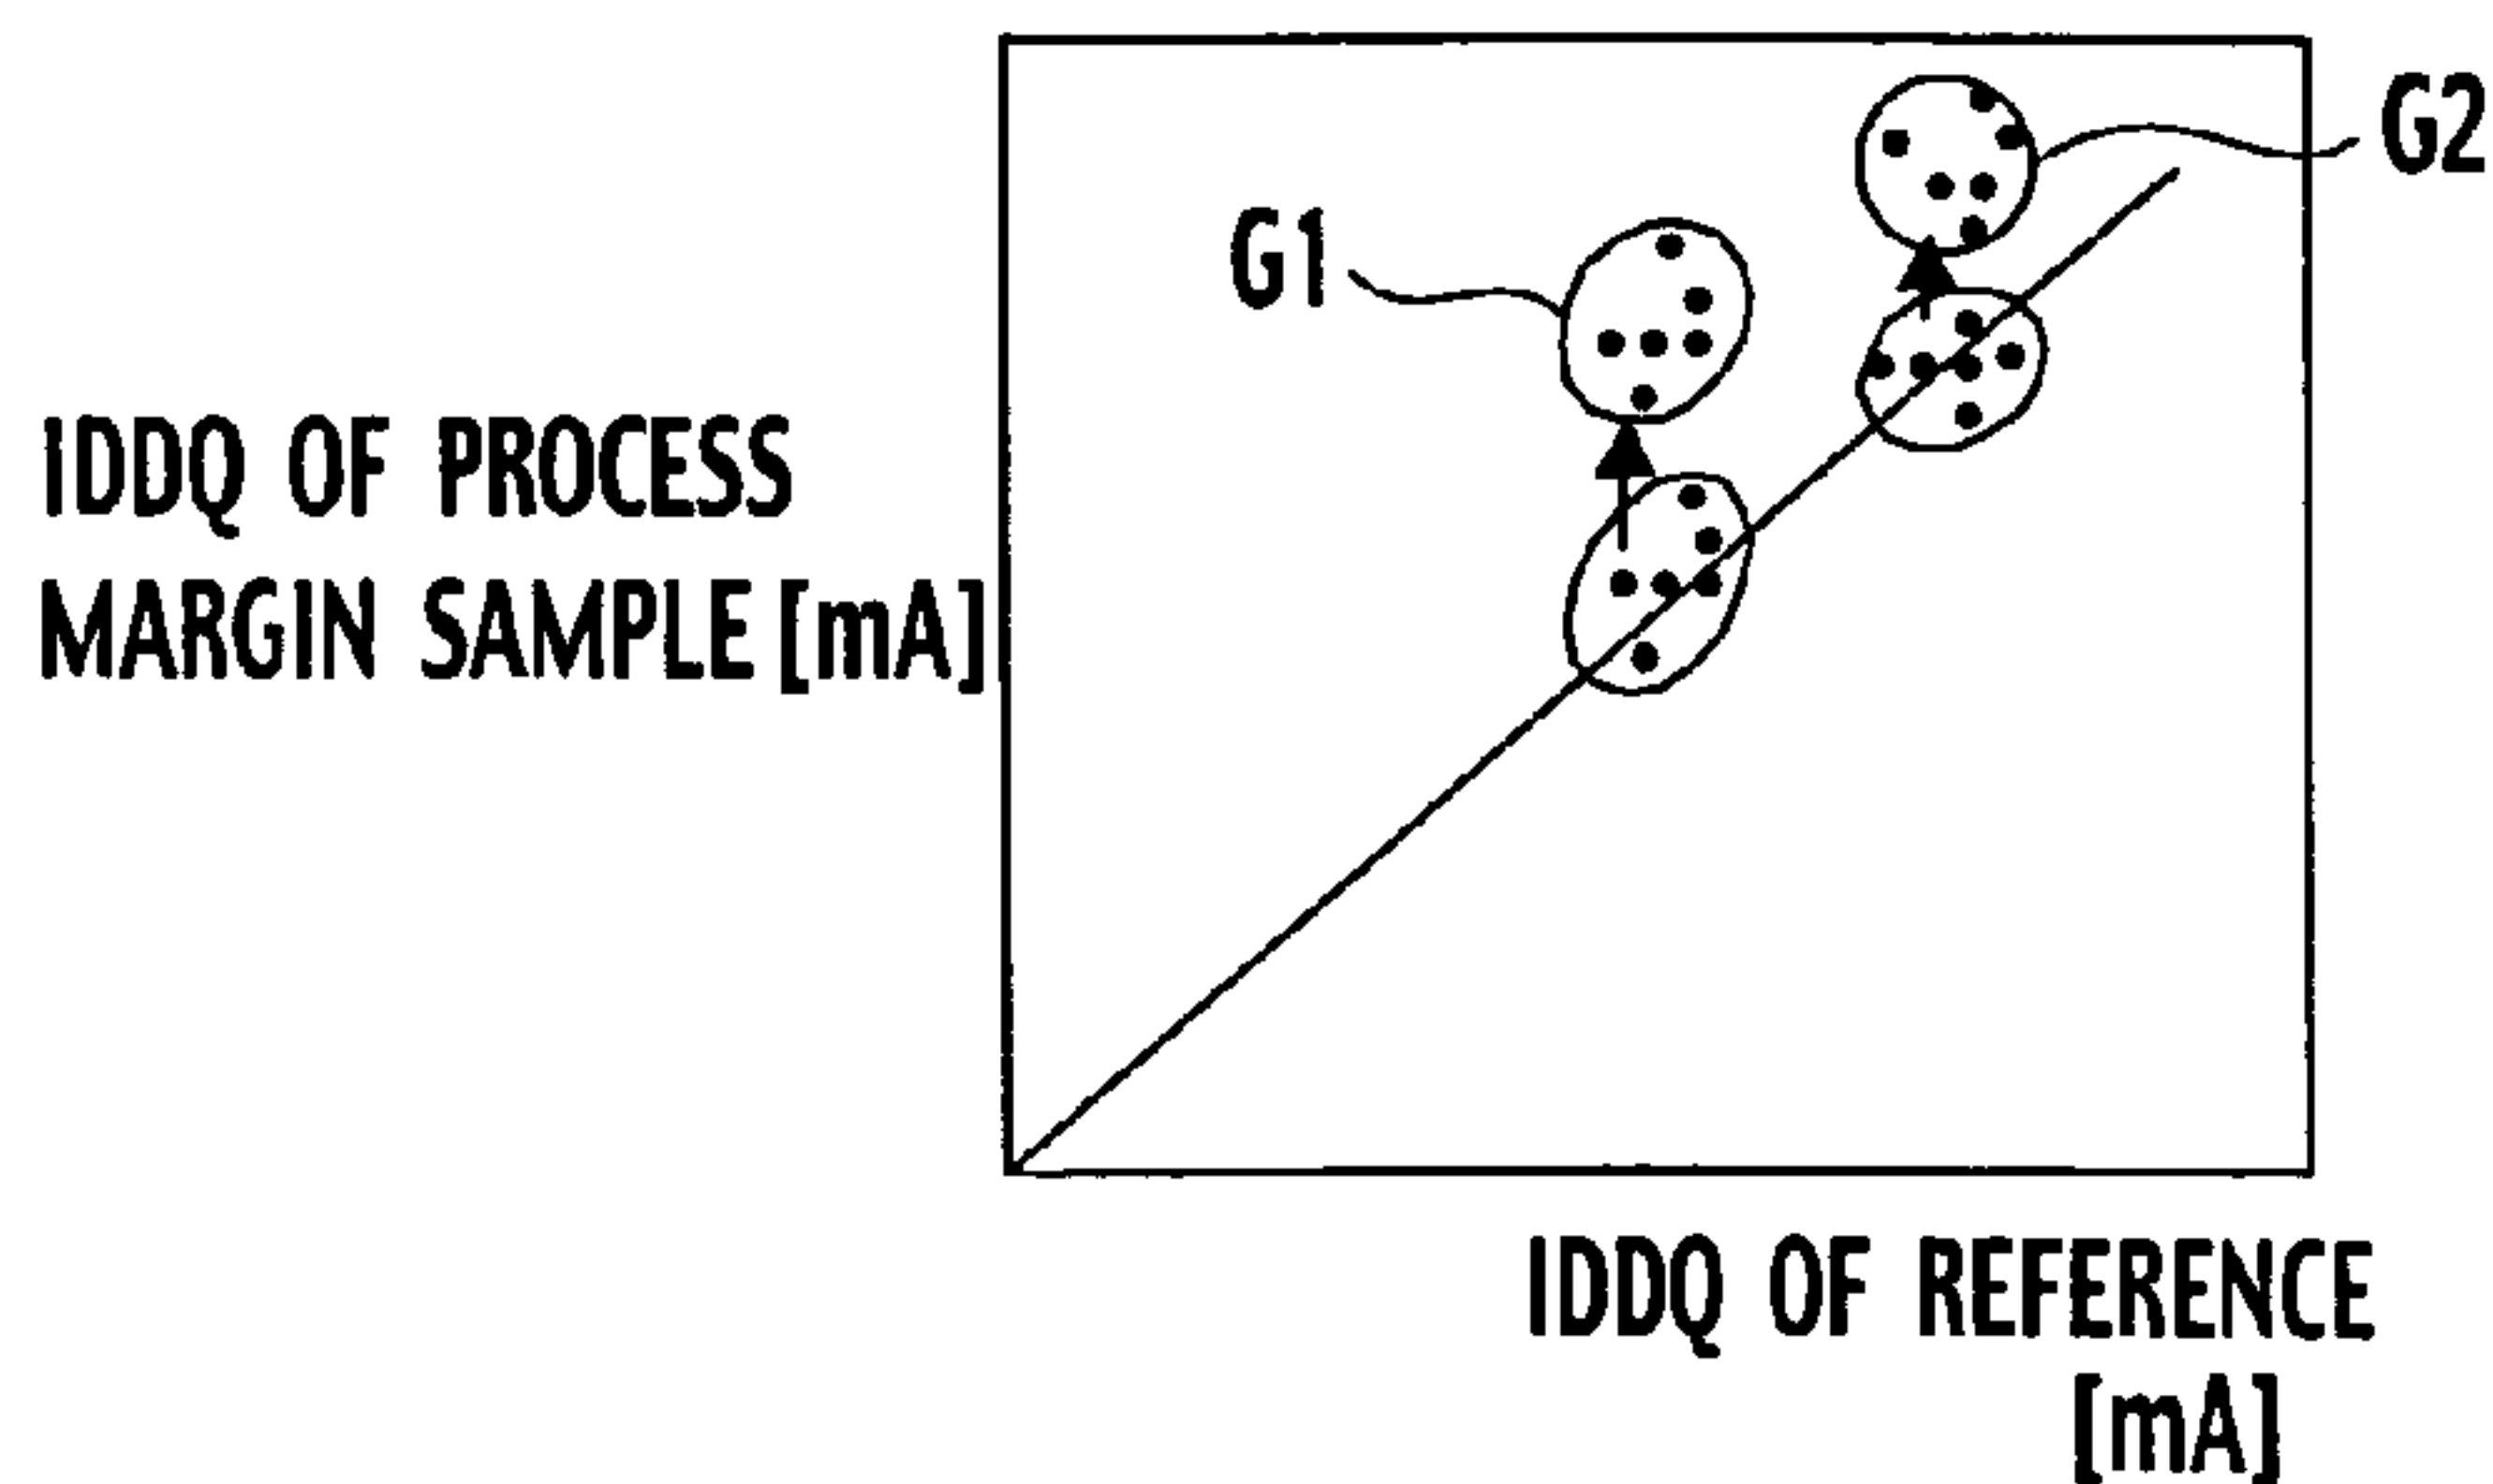 G2
G1
IDDQ OF PROCESS
MARGIN SAMPLE [mA]
IDDQ OF REFERENCE
[mA]